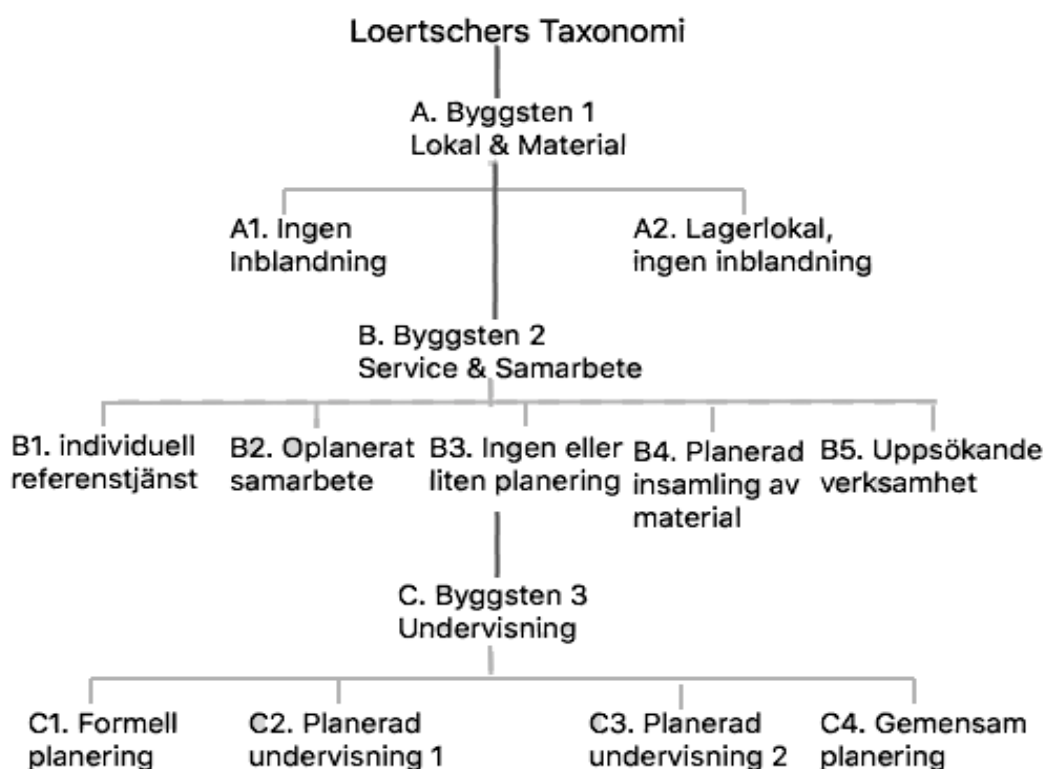 Loertschers Taxonomi
A. Byggsten 1
Lokal & Material
A1. Ingen
Inblandning
A2. Lagerlokal,
ingen inblandning
B. Byggsten 2
Service & Samarbete
B1. individuell
referenstjänst
B2. Oplanerat
samarbete
B3. Ingen eller
liten planering
B4. Planerad
insamling av
material
B5. Uppsökande
verksamhet
C. Byggsten 3
Undervisning
C1. Formell
planering
C2. Planerad
undervisning 1
C3. Planerad
undervisning 2
C4. Gemensam
planering